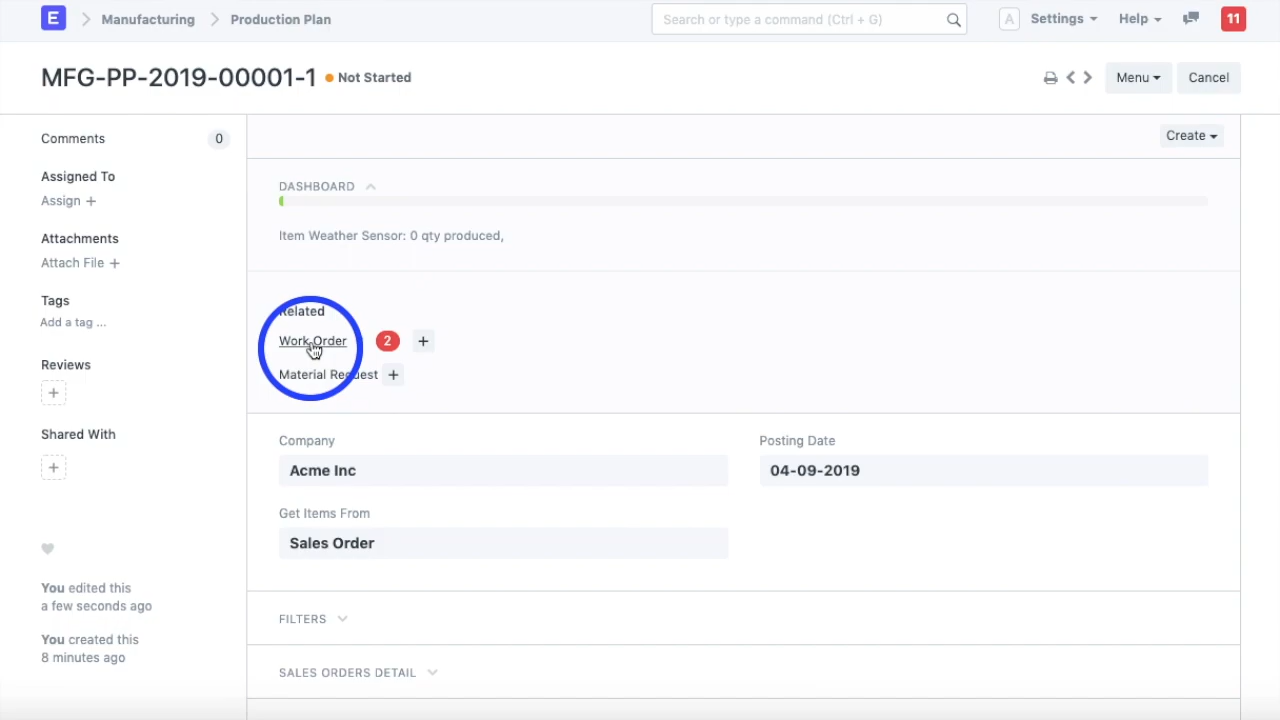 E Manufacturing Production Plan Search or type a command (Ctrl + G) A Settings Help 11
MFG-PP-2019-00001-1 Not Started Menu Cancel
Comments 0
Create
Assigned To
Assign +
Attachments
Attach File +
Tags
Add a tag ...
Reviews
+
Shared With
+
You edited this
a few seconds ago
You created this
8 minutes ago
DASHBOARD
Item Weather Sensor: 0 qty produced,
Related
Work Order 2 +
Material Request +
Company
Acme Inc
Posting Date
04-09-2019
Get Items From
Sales Order
FILTERS
SALES ORDERS DETAIL